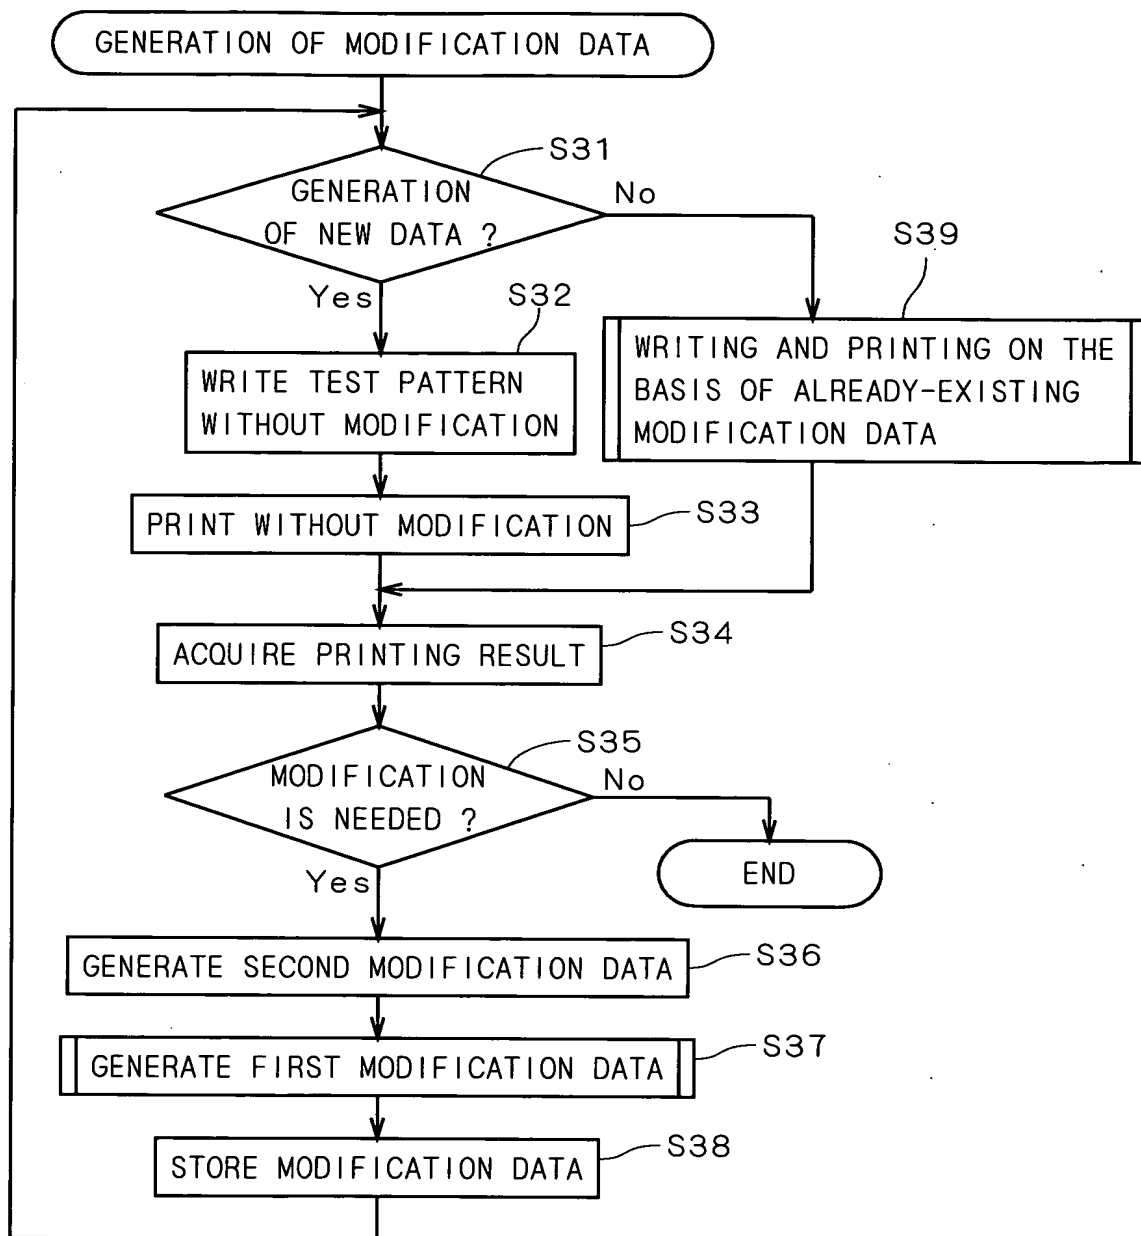 GENERATION OF MODIFICATION DATA
S31
GENERATION
OF NEW DATA ?
No
Yes
S39
WRITING AND PRINTING ON THE
BASIS OF ALREADY-EXISTING
MODIFICATION DATA
S32
WRITE TEST PATTERN
WITHOUT MODIFICATION
PRINT WITHOUT MODIFICATION
S33
S34
ACQUIRE PRINTING RESULT
S35
MODIFICATION
IS NEEDED ?
No
Yes
END
GENERATE SECOND MODIFICATION DATA
S36
GENERATE FIRST MODIFICATION DATA
S37
STORE MODIFICATION DATA
S38